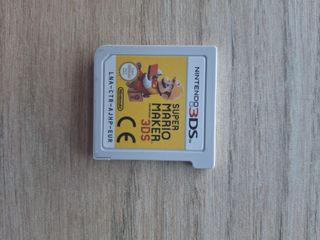 NINTENDO 3DS
SUPER
MARIO
MAKER
3DS
Nintendo
CE
LNA-CTR-AJHP-EUR